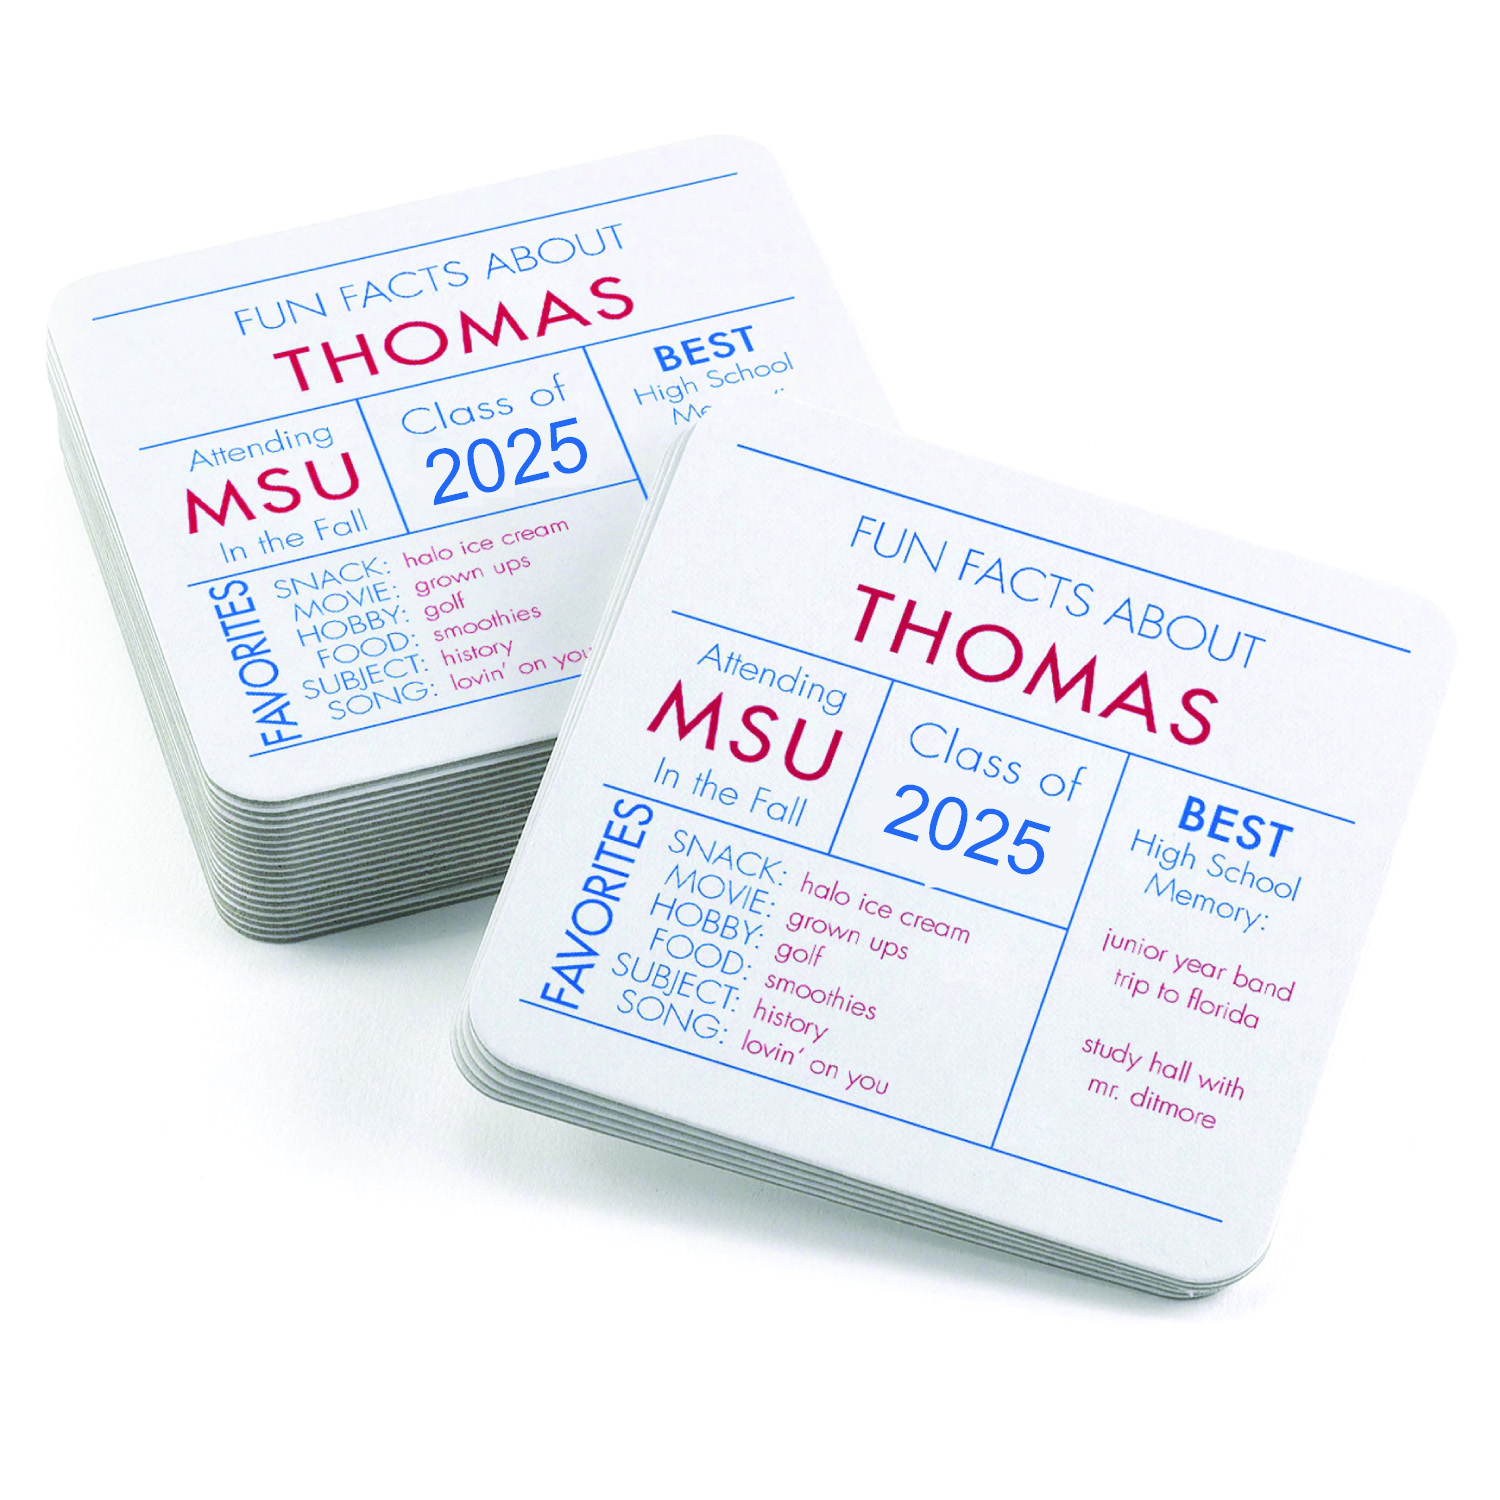 FUN FACTS ABOUT
THOMAS
Attending
MSU
In the Fall
Class of
2025
BEST
High School
FAVORITES
SNACK: halo ice cream
MOVIE: grown ups
HOBBY: golf
FOOD: smoothies
SUBJECT: history
SONG: lovin' on you
FUN FACTS ABOUT
THOMAS
Attending
MSU
In the Fall
Class of
2025
BEST
High School
Memory:
junior year band
trip to florida
study hall with
mr. ditmore
FAVORITES
SNACK: halo ice cream
MOVIE: grown ups
HOBBY: golf
FOOD: smoothies
SUBJECT: history
SONG: lovin' on you